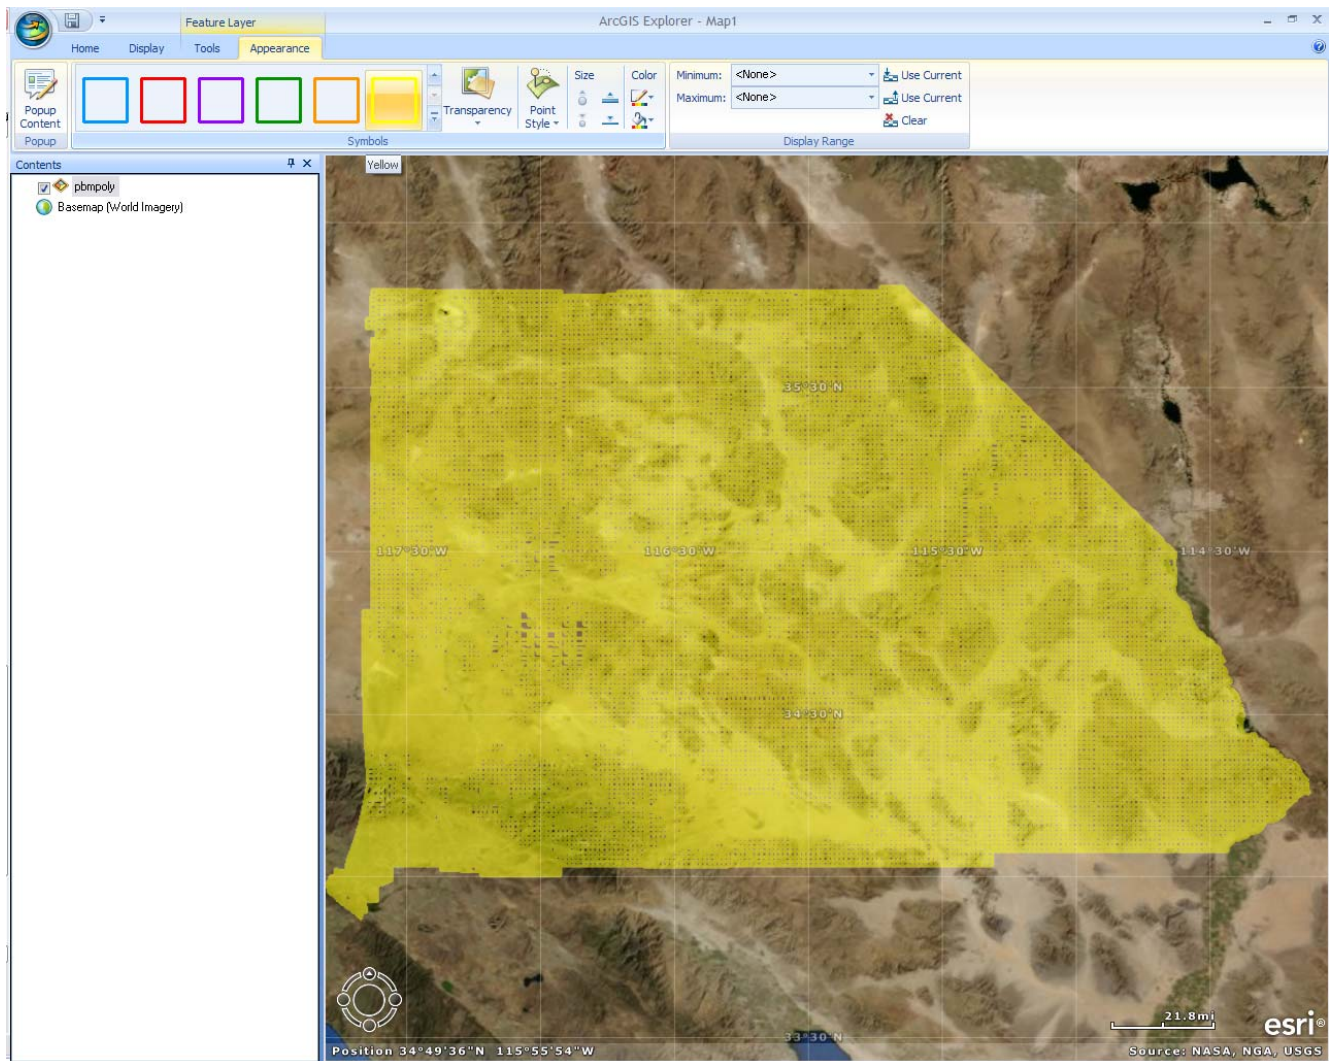 Feature Layer
ArcGIS Explorer - Map1
Home Display Tools Appearance
Popup Content
Transparency
Point Style
Size
Color
Minimum: <None> Use Current
Maximum: <None> Use Current
Clear
Popup
Symbols
Display Range
Contents
Yellow
pbmpoly
Basemap (World Imagery)
35°30'N
117°30'W 116°30'W 115°30'W 114°30'W
34°30'N
33°30'N
21.8mi
esri
Position 34°49'36"N 115°55'54"W
Source: NASA, NGA, USGS